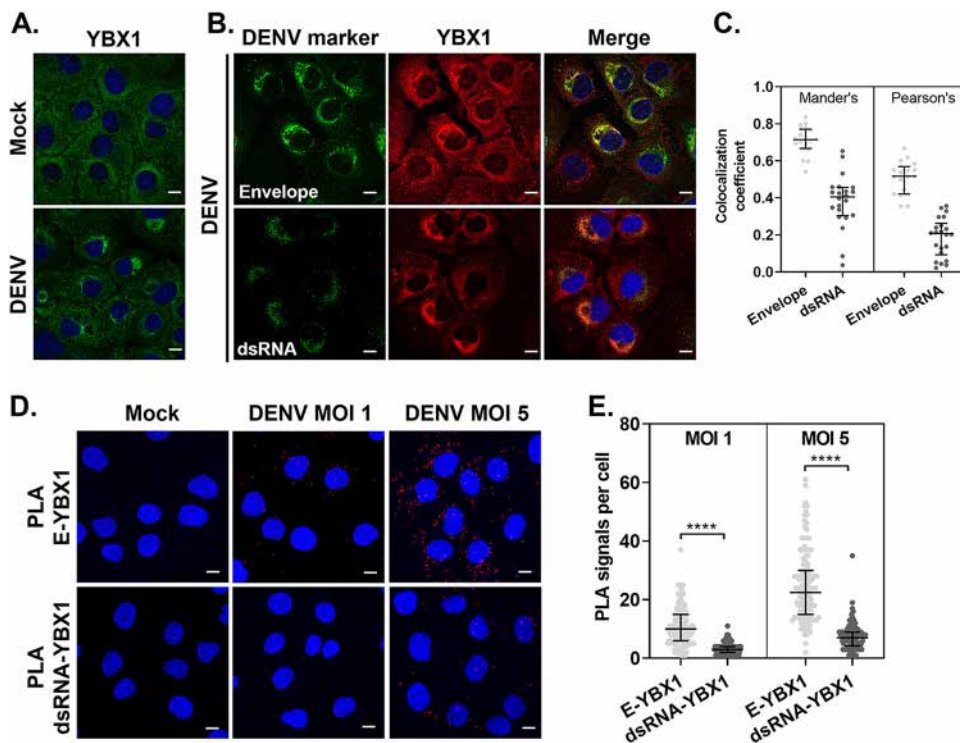 A.
YBX1
Mock
DENV
B.
DENV marker
YBX1
Merge
DENV
Envelope
dsRNA
C.
Mander's
Pearson's
Colocalization
coefficient
1.0
0.8
0.6
0.4
0.2
0.0
Envelope
dsRNA
Envelope
dsRNA
D.
Mock
DENV MOI 1
DENV MOI 5
PLA
E-YBX1
PLA
dsRNA-YBX1
E.
MOI 1
MOI 5
PLA signals per cell
80
60
40
20
0
****
****
E-YBX1
dsRNA-YBX1
E-YBX1
dsRNA-YBX1